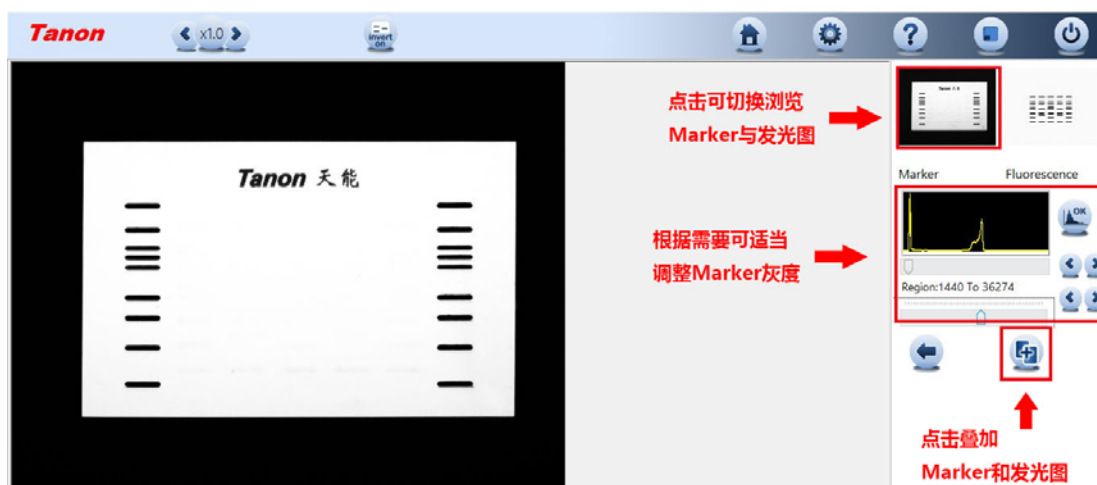 Tanon
x1.0
invert
on
?
点击可切换浏览
Marker与发光图
Tanon 天能
Marker
Fluorescence
OK
根据需要可适当
调整Marker灰度
Region:1440 To 36274
点击叠加
Marker和发光图